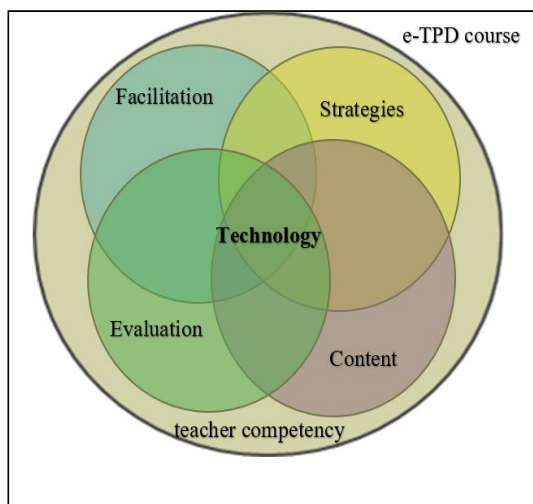 e-TPD course
Facilitation
Strategies
Technology
Evaluation
Content
teacher competency